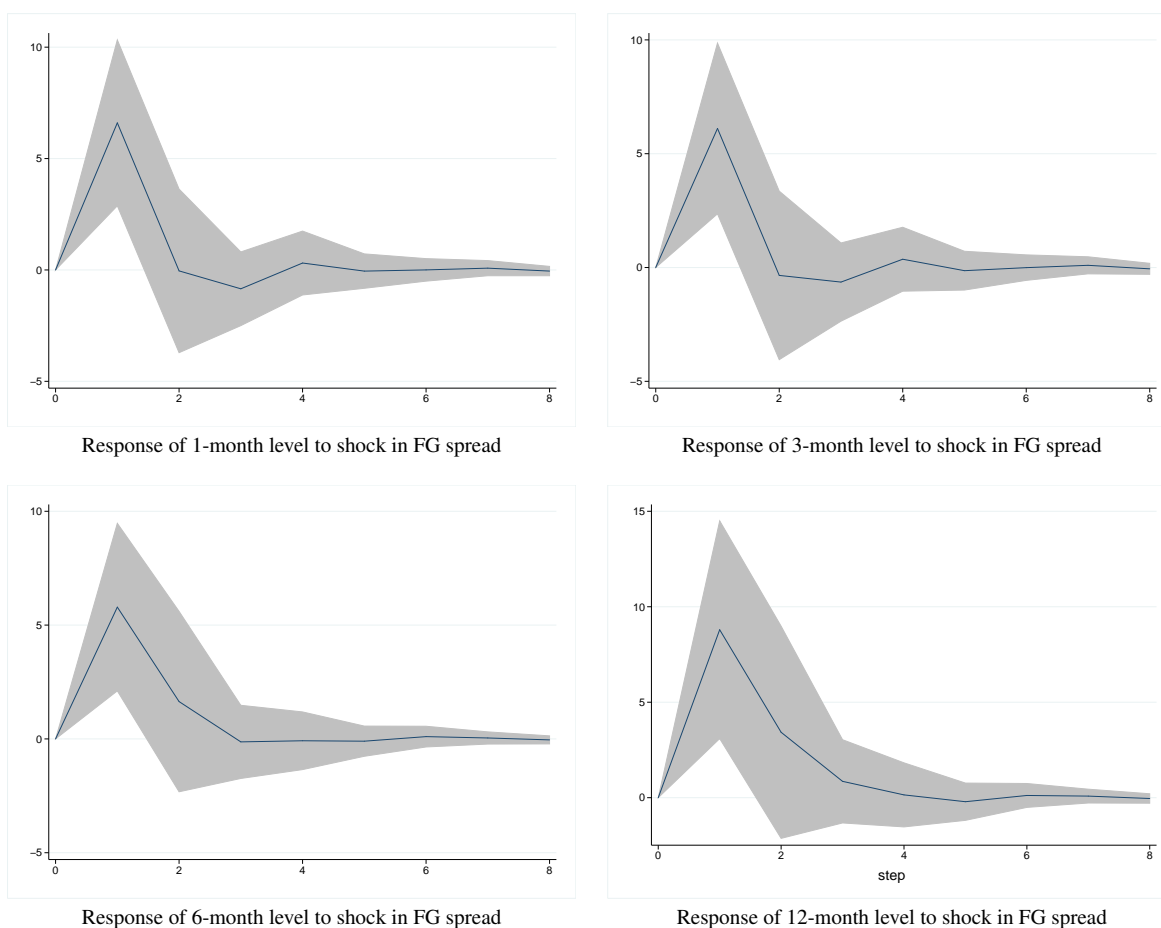 10
5
0
−5
0 2 4 6 8
Response of 1-month level to shock in FG spread
10
5
0
−5
0 2 4 6 8
Response of 3-month level to shock in FG spread
10
5
0
−5
0 2 4 6 8
Response of 6-month level to shock in FG spread
15
10
5
0
0 2 4 6 8
step
Response of 12-month level to shock in FG spread